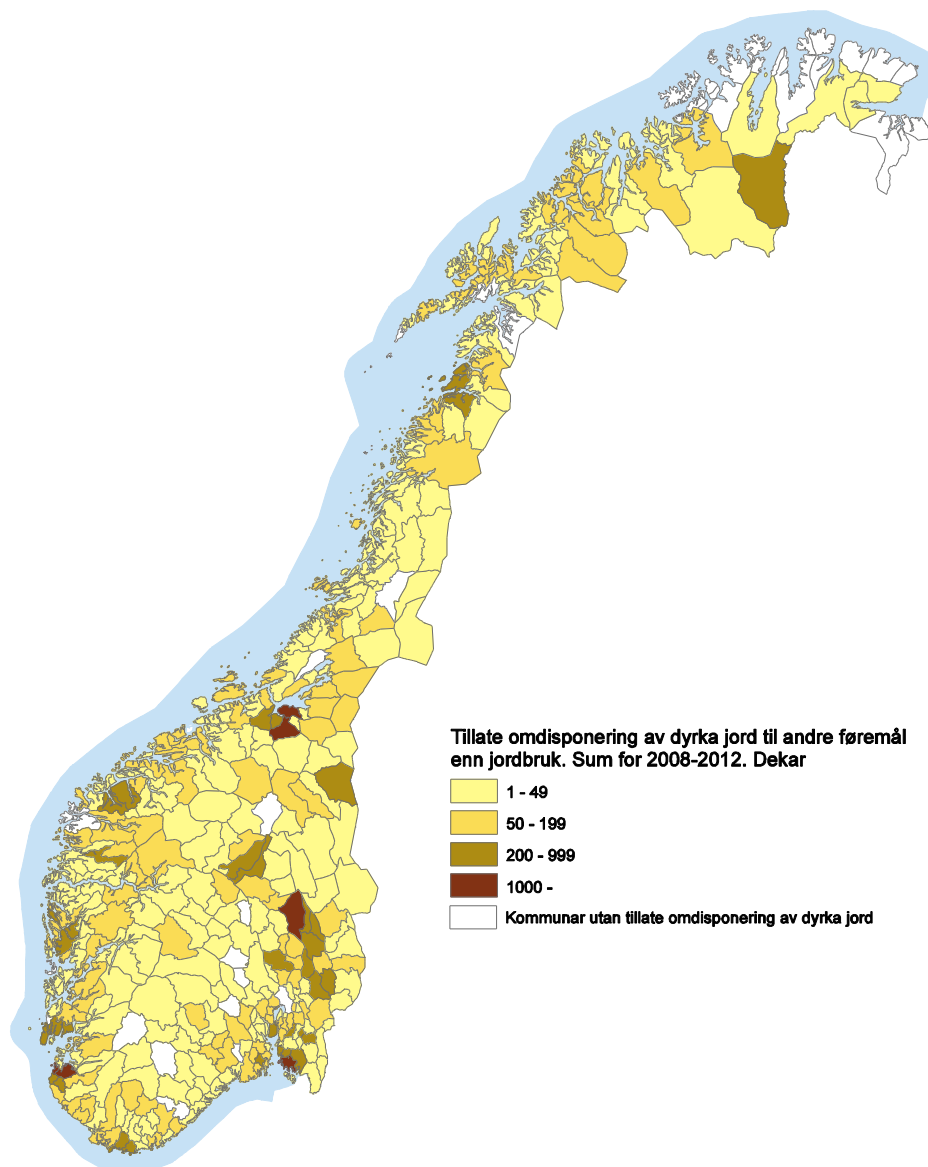 Tillate omdisponering av dyrka jord til andre føremål
enn jordbruk. Sum for 2008-2012. Dekar
1 - 49
50 - 199
200 - 999
1000 -
Kommunar utan tillate omdisponering av dyrka jord